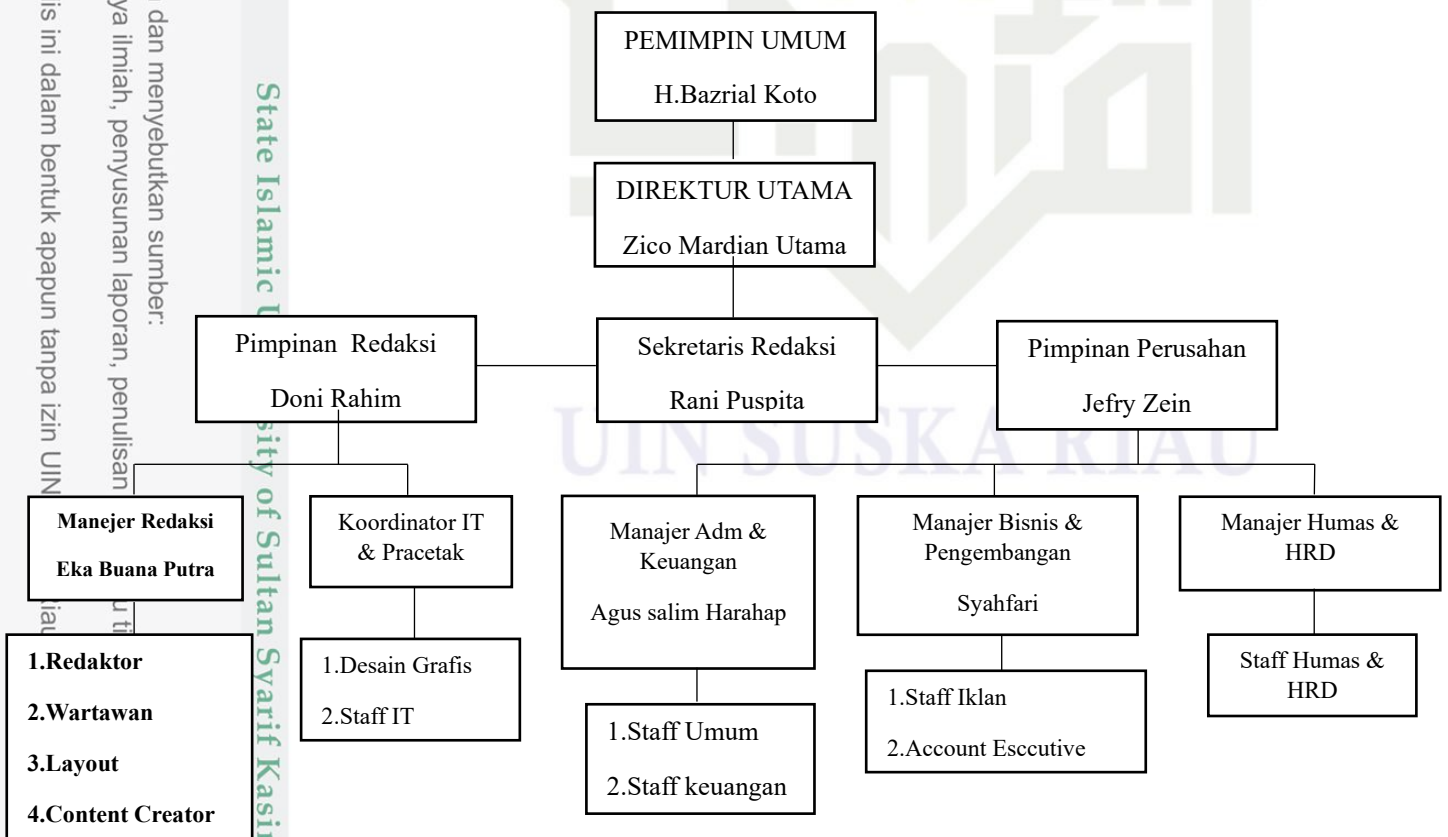 PEMIMPIN UMUM
H.Bazrial Koto
DIREKTUR UTAMA
Zico Mardian Utama
Pimpinan Redaksi
Doni Rahim
Sekretaris Redaksi
Rani Puspita
Pimpinan Perusahan
Jefry Zein
Manejer Redaksi
Eka Buana Putra
Koordinator IT
& Pracetak
Manajer Adm &
Keuangan
Agus salim Harahap
Manajer Bisnis &
Pengembangan
Syahfari
Manajer Humas &
HRD
1.Redaktor
2.Wartawan
3.Layout
4.Content Creator
1.Desain Grafis
2.Staff IT
1.Staff Umum
2.Staff keuangan
1.Staff Iklan
2.Account Esccutive
Staff Humas &
HRD
UIN SUSKA RIAU
State Islamic U sity of Sultan Syarif Kasi
dan menyebutkan sumber:
ya ilmiah, penyusunan laporan, penulisan
is ini dalam bentuk apapun tanpa izin UIN